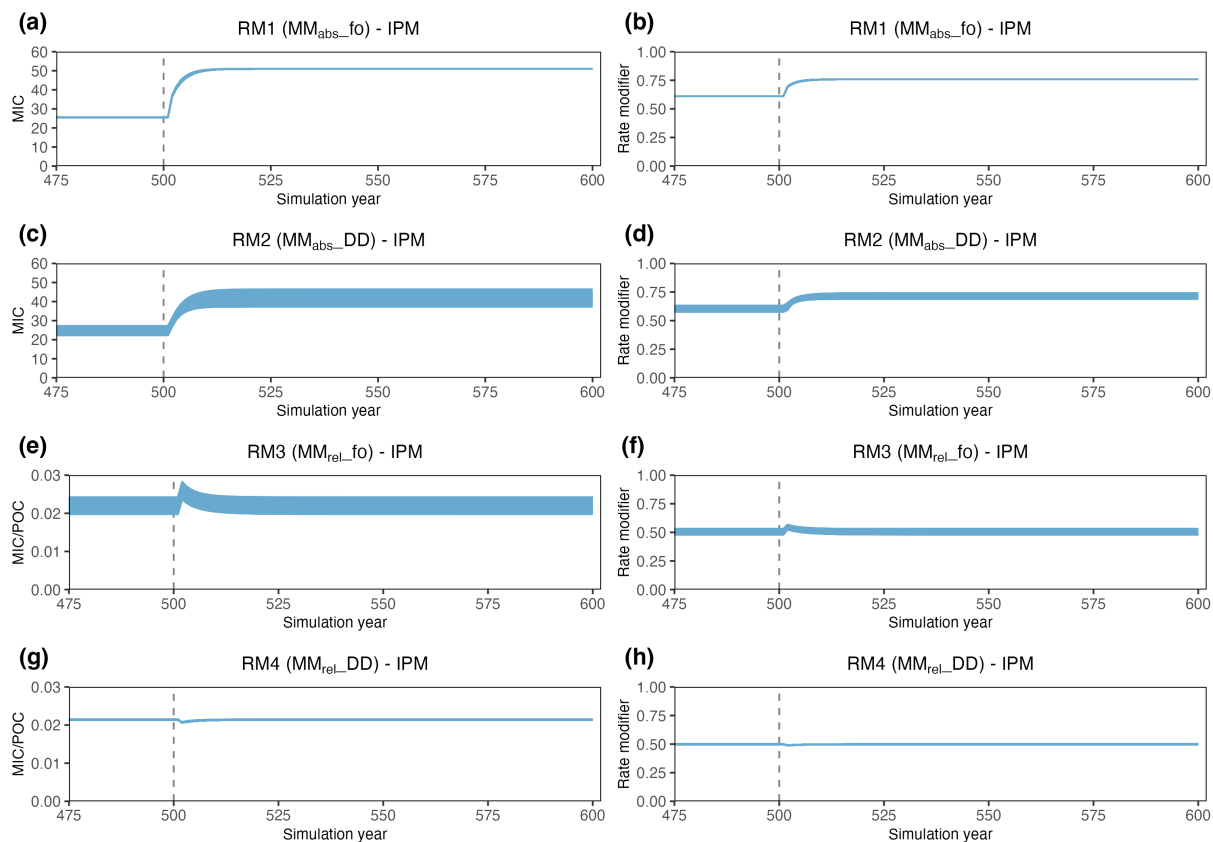 (a)
RM1 (MMabs_fo) - IPM
MIC
60
50
40
30
20
10
0
475 500 525 550 575 600
Simulation year
(b)
RM1 (MMabs_fo) - IPM
Rate modifier
1.00
0.75
0.50
0.25
0.00
475 500 525 550 575 600
Simulation year
(c)
RM2 (MMabs_DD) - IPM
MIC
60
50
40
30
20
10
0
475 500 525 550 575 600
Simulation year
(d)
RM2 (MMabs_DD) - IPM
Rate modifier
1.00
0.75
0.50
0.25
0.00
475 500 525 550 575 600
Simulation year
(e)
RM3 (MMrel_fo) - IPM
MIC/POC
0.03
0.02
0.01
0.00
475 500 525 550 575 600
Simulation year
(f)
RM3 (MMrel_fo) - IPM
Rate modifier
1.00
0.75
0.50
0.25
0.00
475 500 525 550 575 600
Simulation year
(g)
RM4 (MMrel_DD) - IPM
MIC/POC
0.03
0.02
0.01
0.00
475 500 525 550 575 600
Simulation year
(h)
RM4 (MMrel_DD) - IPM
Rate modifier
1.00
0.75
0.50
0.25
0.00
475 500 525 550 575 600
Simulation year